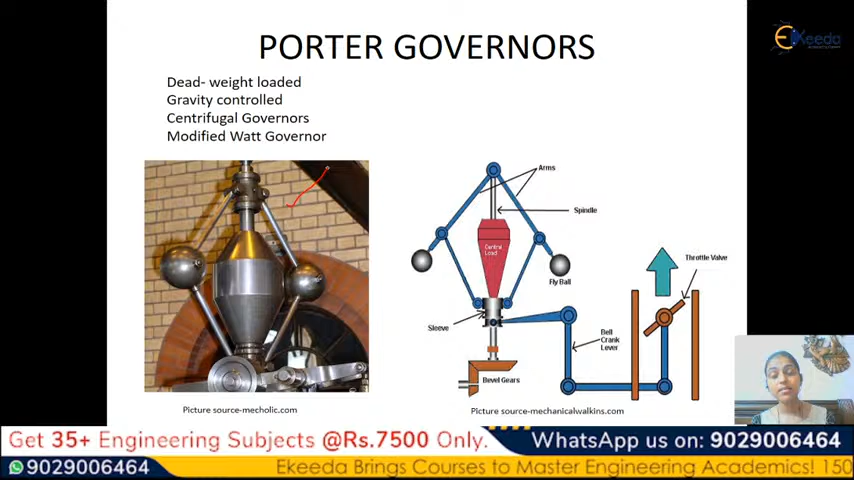 PORTER GOVERNORS
Ekeeda
Dead- weight loaded
Gravity controlled
Centrifugal Governors
Modified Watt Governor
Arms
Spindle
Central
Load
Fly Ball
Throttle Valve
Sleeve
Bell
Crank
Lever
Bevel Gears
Picture source-mecholic.com
Picture source-mechanicalwalkins.com
Get 35+ Engineering Subjects @Rs.7500 Only.
WhatsApp us on: 9029006464
9029006464
Ekeeda Brings Courses to Master Engineering Academics! 150